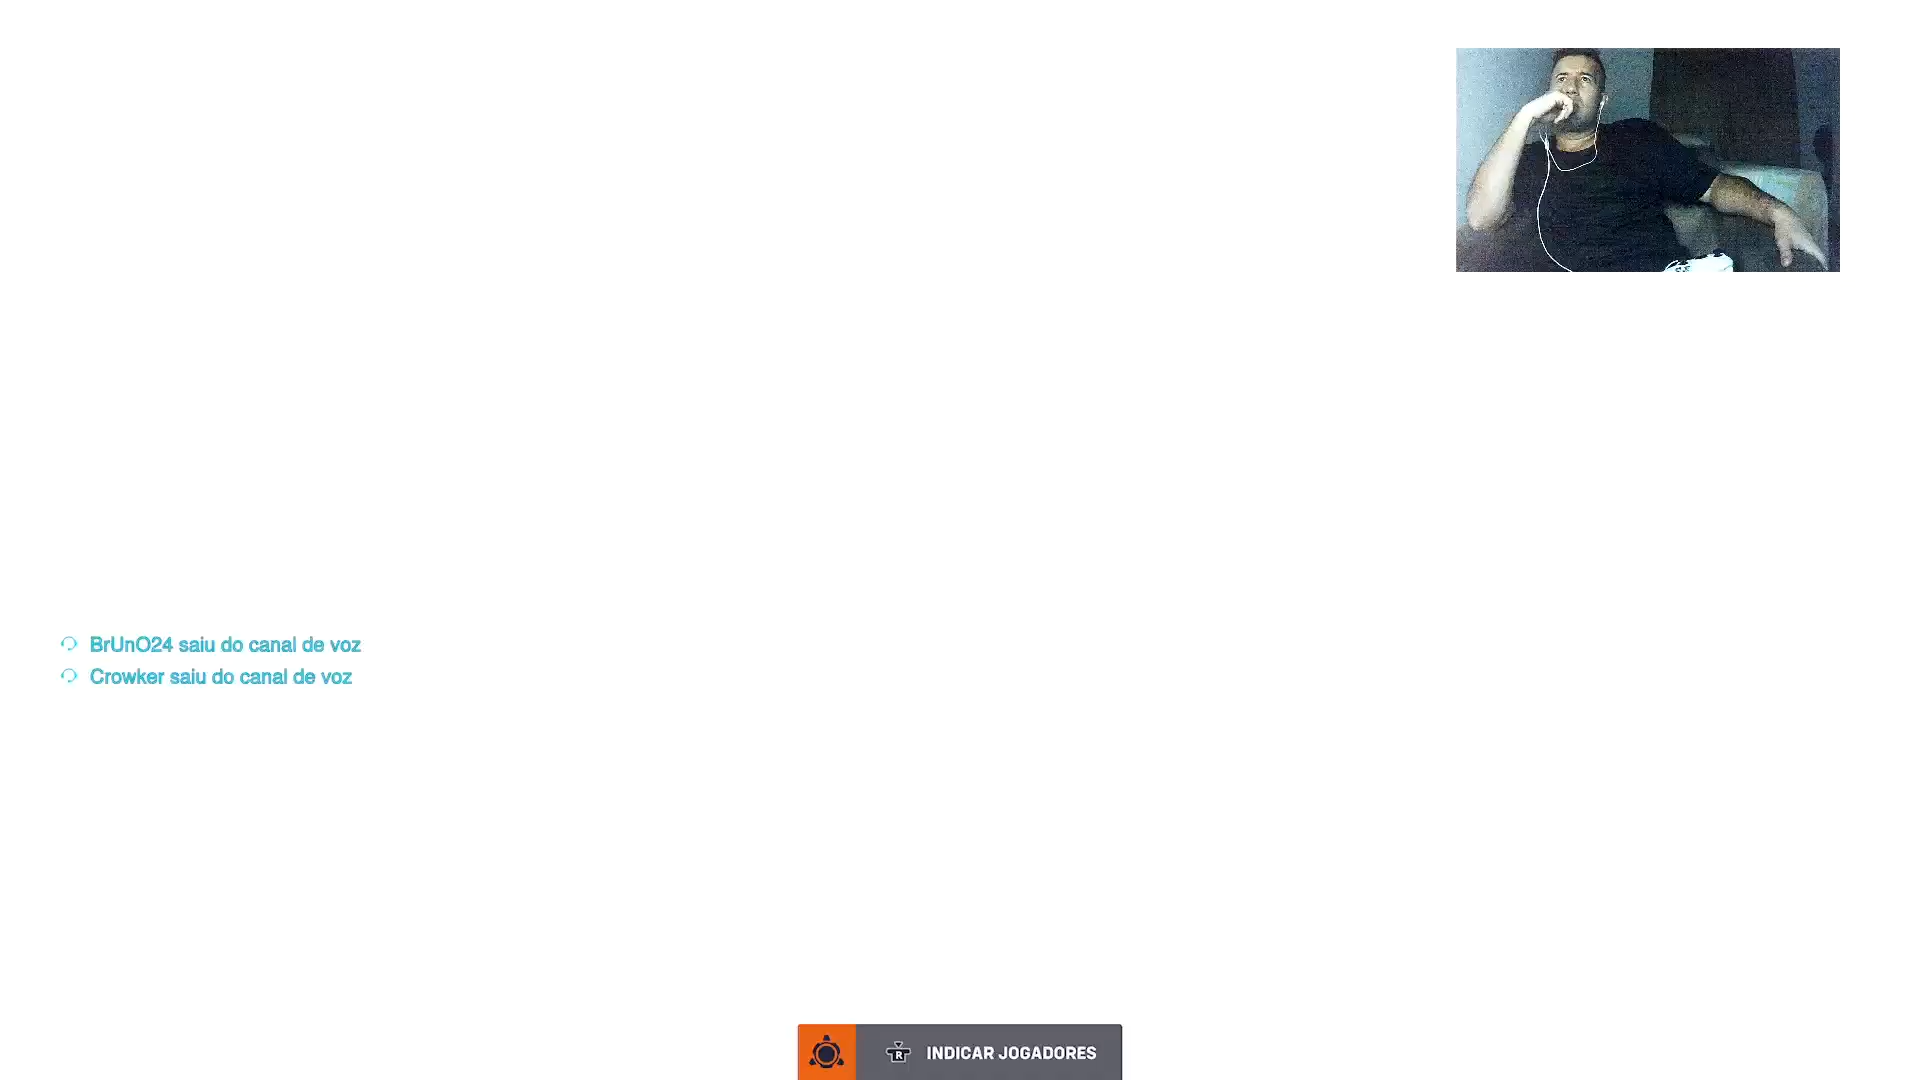 BrUnO24 saiu do canal de voz
Crowker saiu do canal de voz
R INDICAR JOGADORES